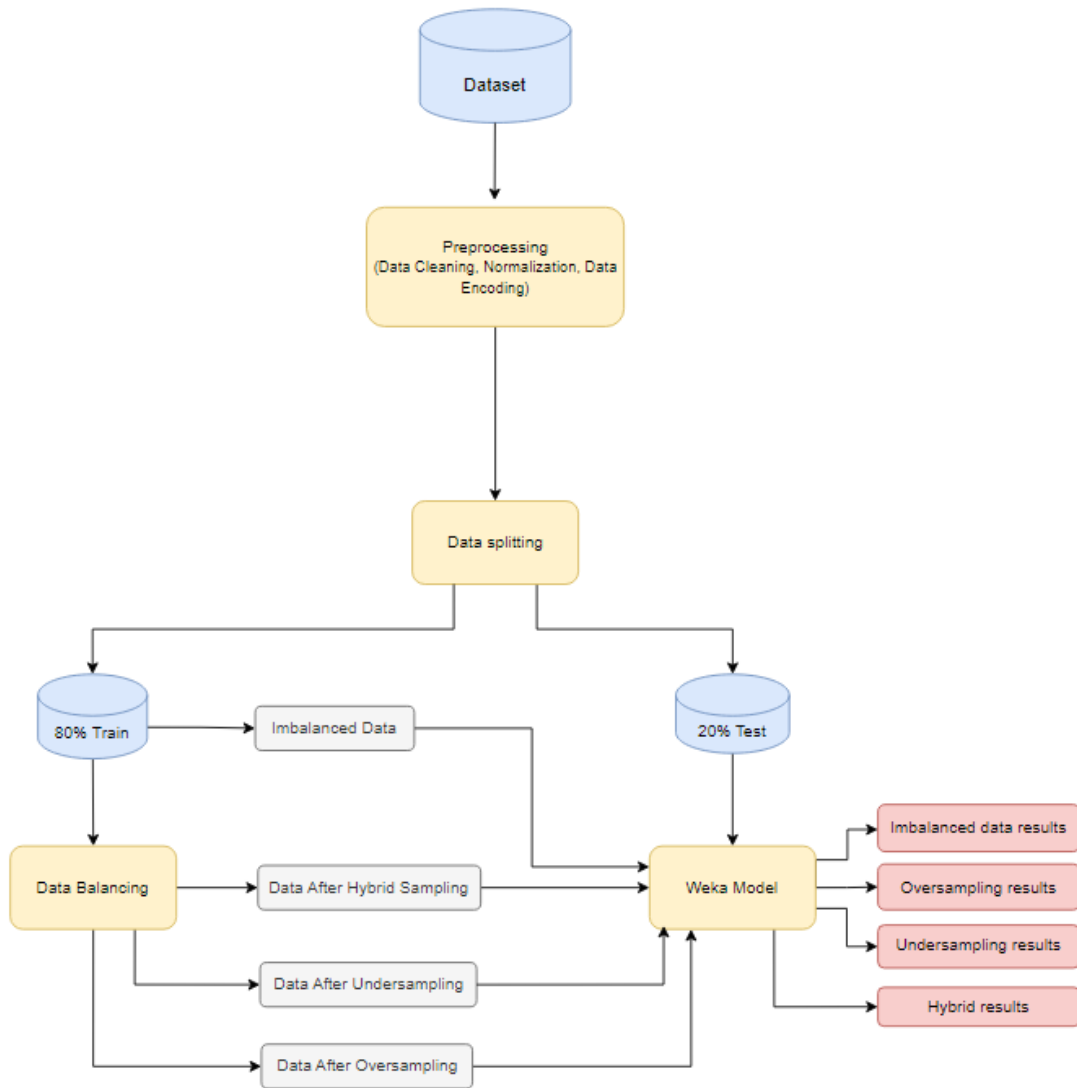 Dataset
Preprocessing
(Data Cleaning, Normalization, Data
Encoding)
Data splitting
80% Train
Imbalanced Data
20% Test
Data Balancing
Data After Hybrid Sampling
Weka Model
Imbalanced data results
Oversampling results
Undersampling results
Data After Undersampling
Hybrid results
Data After Oversampling